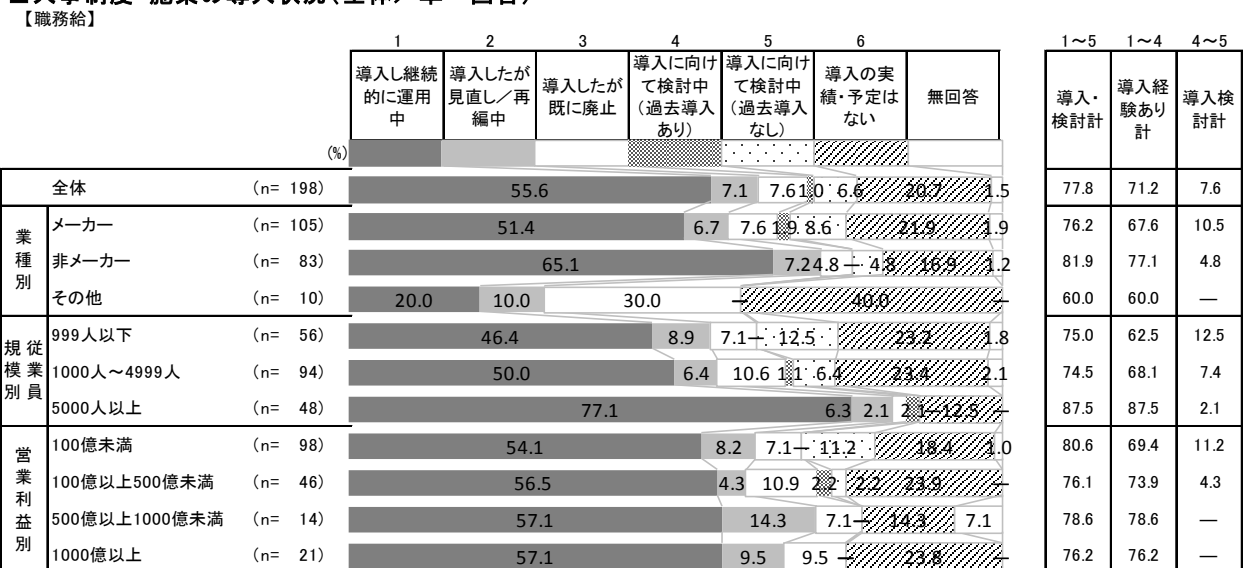 【職務給】
1 2 3 4 5 6 1～5 1～4 4～5
導入し継続的に運用中 導入したが見直し／再編中 導入したが既に廃止 導入に向けて検討中（過去導入あり） 導入に向けて検討中（過去導入なし） 導入の実績・予定はない 無回答 導入・検討計 導入経験あり計 導入検討計
(%)
全体 (n= 198) 55.6 7.1 7.6 1.0 6.6 20.7 1.5 77.8 71.2 7.6
業種別
メーカー (n= 105) 51.4 6.7 7.6 1.9 8.6 21.9 1.9 76.2 67.6 10.5
非メーカー (n= 83) 65.1 7.2 4.8 — 4.8 16.9 1.2 81.9 77.1 4.8
その他 (n= 10) 20.0 10.0 30.0 — 40.0 — 60.0 60.0 —
従業員規模別
999人以下 (n= 56) 46.4 8.9 7.1 — 12.5 23.2 1.8 75.0 62.5 12.5
1000人～4999人 (n= 94) 50.0 6.4 10.6 1.1 6.4 23.4 2.1 74.5 68.1 7.4
5000人以上 (n= 48) 77.1 6.3 2.1 2.1 — 12.5 — 87.5 87.5 2.1
営業利益別
100億未満 (n= 98) 54.1 8.2 7.1 — 11.2 18.4 1.0 80.6 69.4 11.2
100億以上500億未満 (n= 46) 56.5 4.3 10.9 2.2 2.2 23.9 — 76.1 73.9 4.3
500億以上1000億未満 (n= 14) 57.1 14.3 7.1 — 14.3 7.1 78.6 78.6 —
1000億以上 (n= 21) 57.1 9.5 9.5 — 23.8 — 76.2 76.2 —